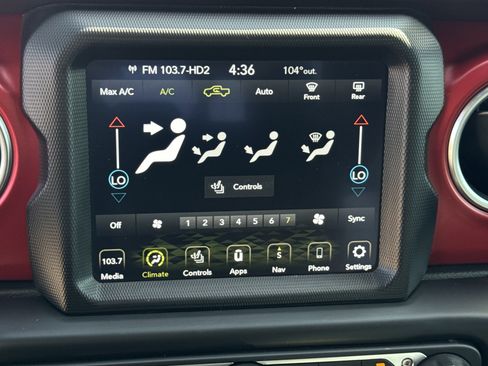 FM 103.7-HD2 4:36 104°out.
Max A/C A/C Auto Front Rear
LO LO
Controls
Off 1 2 3 4 5 6 7 Sync
103.7
Media Climate Controls Apps Nav Phone Settings